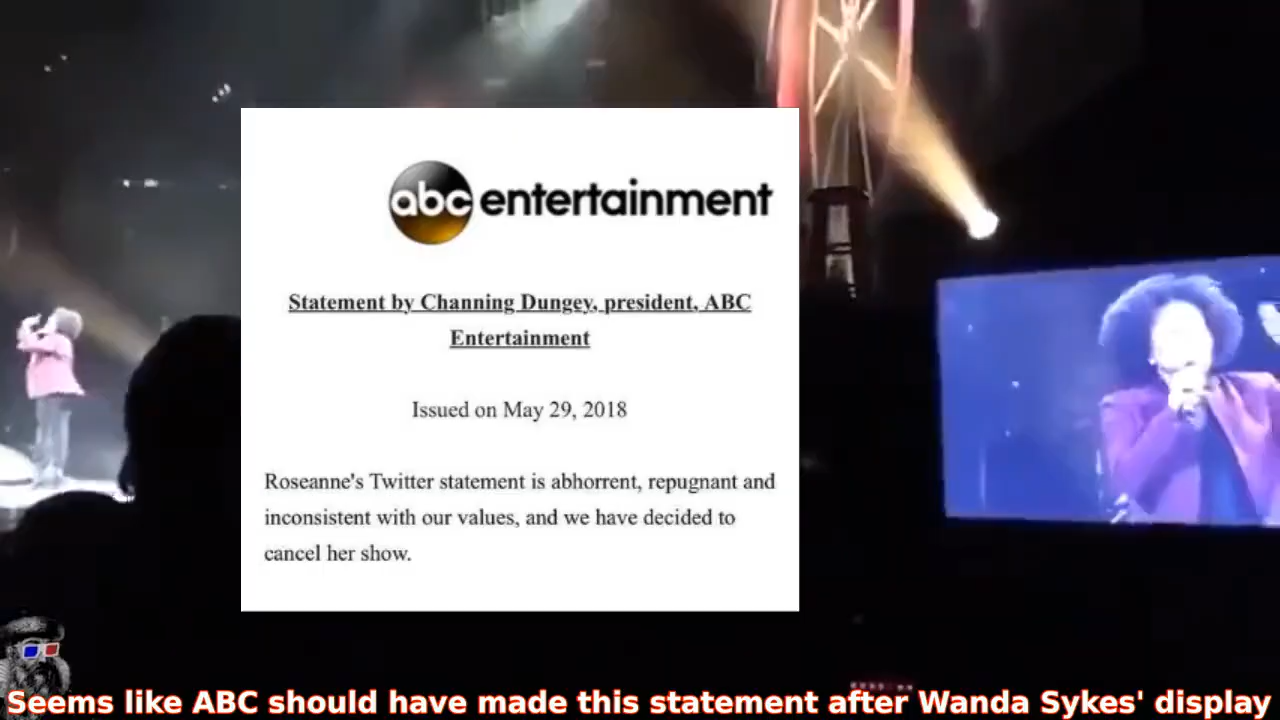 abc entertainment
Statement by Channing Dungey, president, ABC
Entertainment
Issued on May 29, 2018
Roseanne's Twitter statement is abhorrent, repugnant and
inconsistent with our values, and we have decided to
cancel her show.
Seems like ABC should have made this statement after Wanda Sykes' display